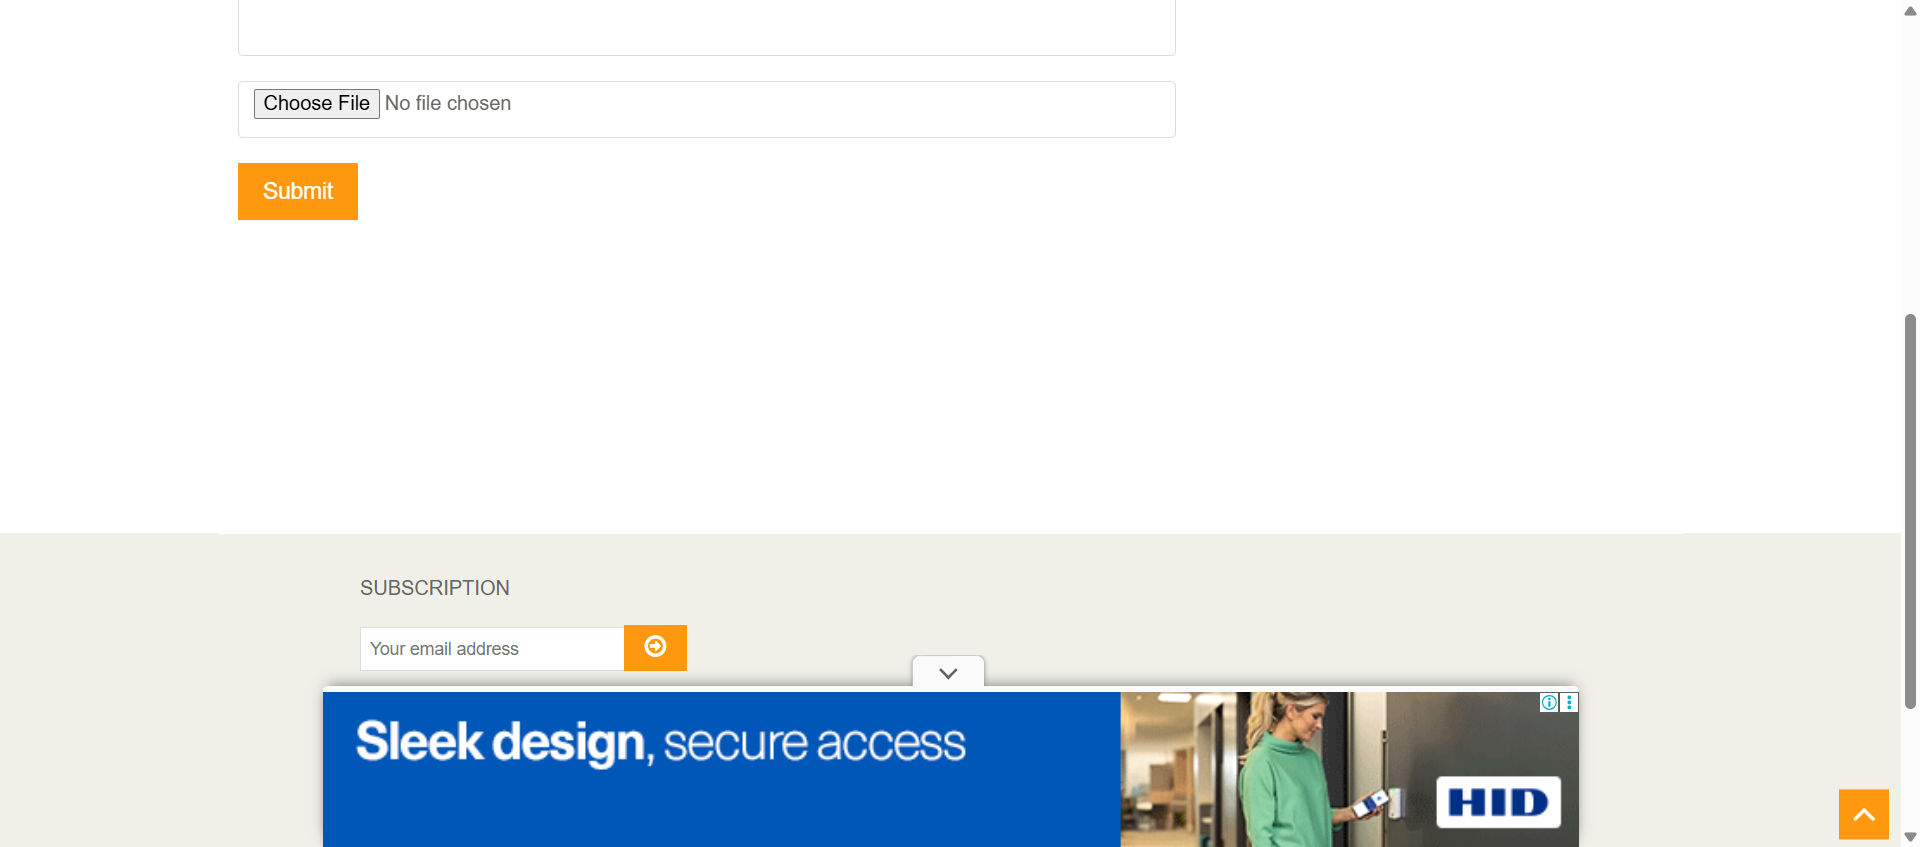 Choose File No file chosen
Submit
SUBSCRIPTION
Your email address
Sleek design, secure access
HID